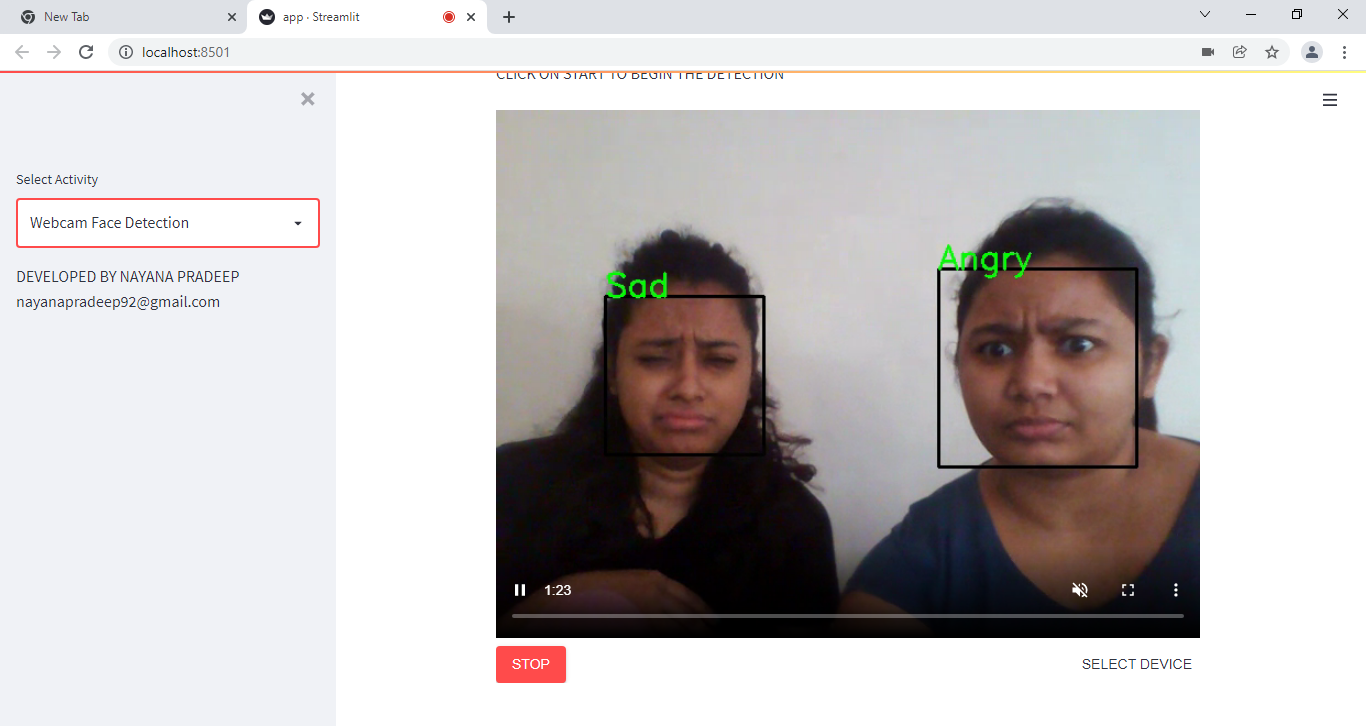 New Tab
app · Streamlit
localhost:8501
CLICK ON START TO BEGIN THE DETECTION
Select Activity
Webcam Face Detection
DEVELOPED BY NAYANA PRADEEP
nayanapradeep92@gmail.com
Sad
Angry
1:23
STOP
SELECT DEVICE